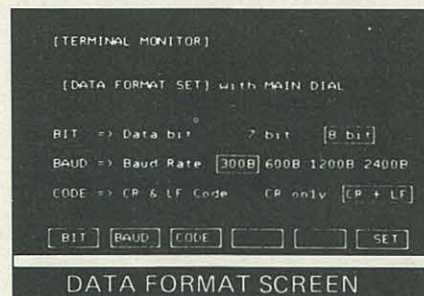 [TERMINAL MONITOR]
[DATA FORMAT SET] with MAIN DIAL
BIT => Data bit 7 bit [8 bit]
BAUD => Baud Rate [300B] 600B 1200B 2400B
CODE => CR & LF Code CR only [CR + LF]
[BIT] [BAUD] [CODE] [ ] [ ] [SET]
DATA FORMAT SCREEN